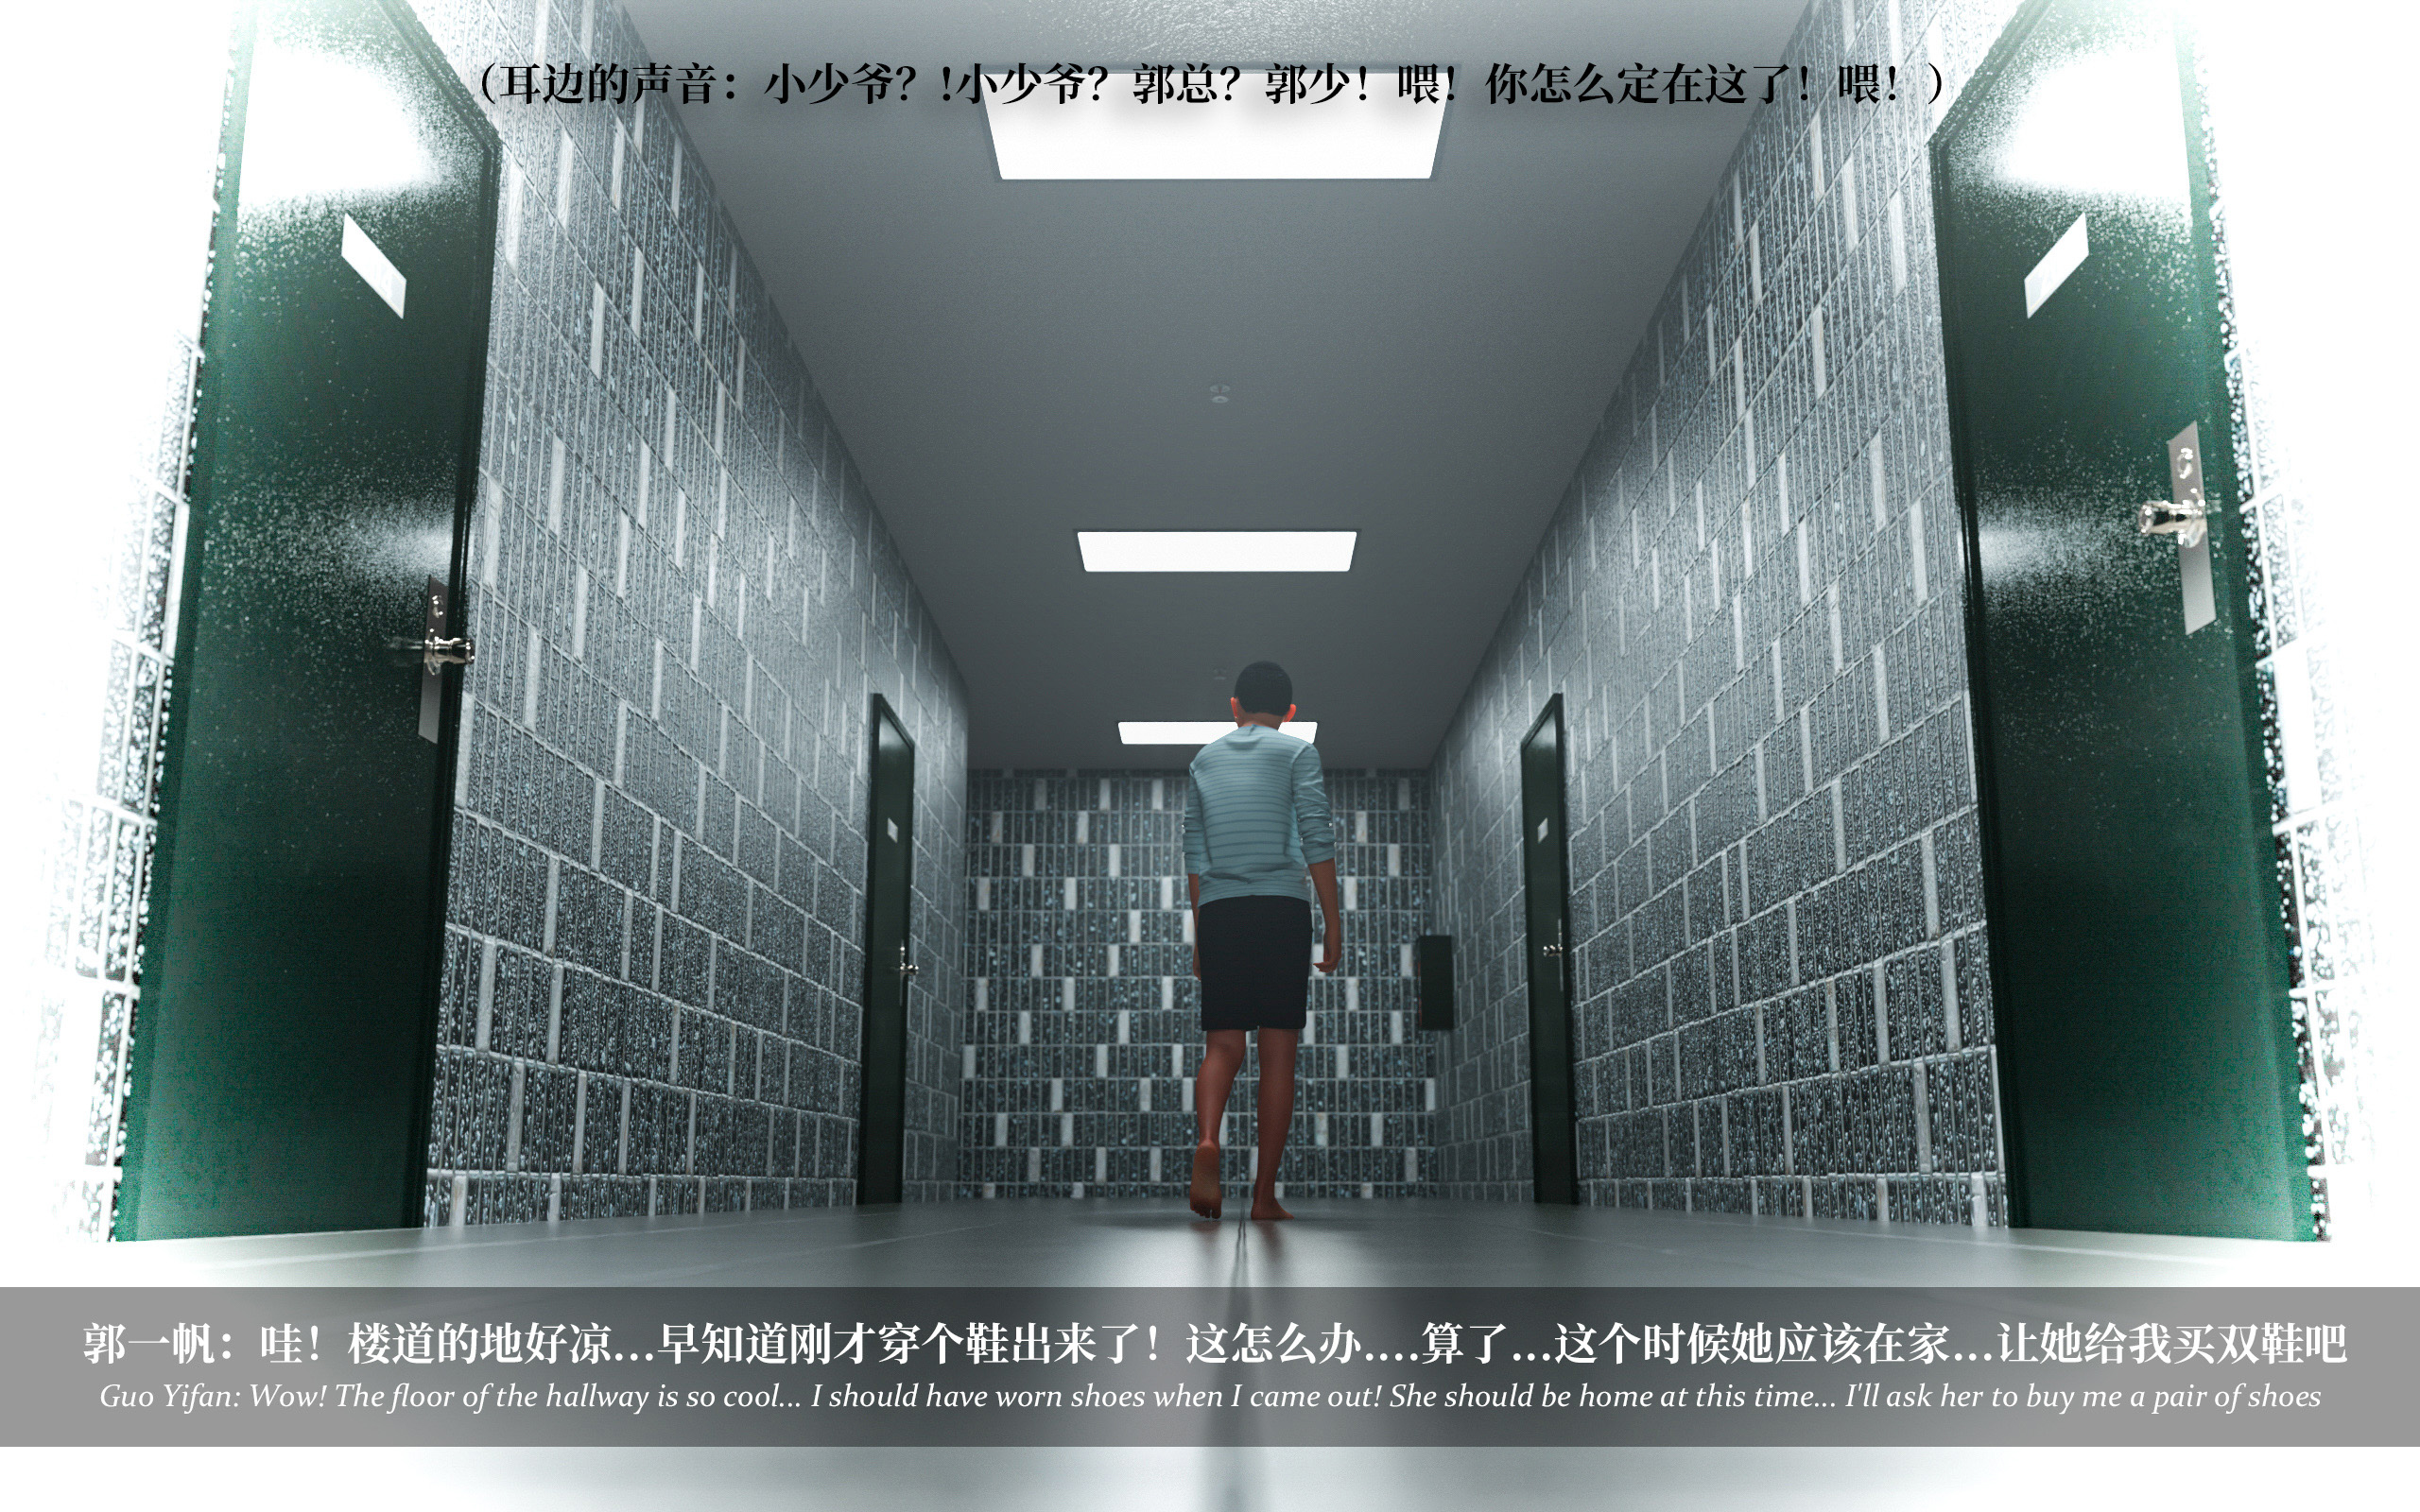 （耳边的声音：小少爷？！小少爷？郭总？郭少！喂！你怎么定在这了！喂！）
郭一帆：哇！楼道的地好凉...早知道刚才穿个鞋出来了！这怎么办....算了...这个时候她应该在家...让她给我买双鞋吧
Guo Yifan: Wow! The floor of the hallway is so cool... I should have worn shoes when I came out! She should be home at this time... I'll ask her to buy me a pair of shoes